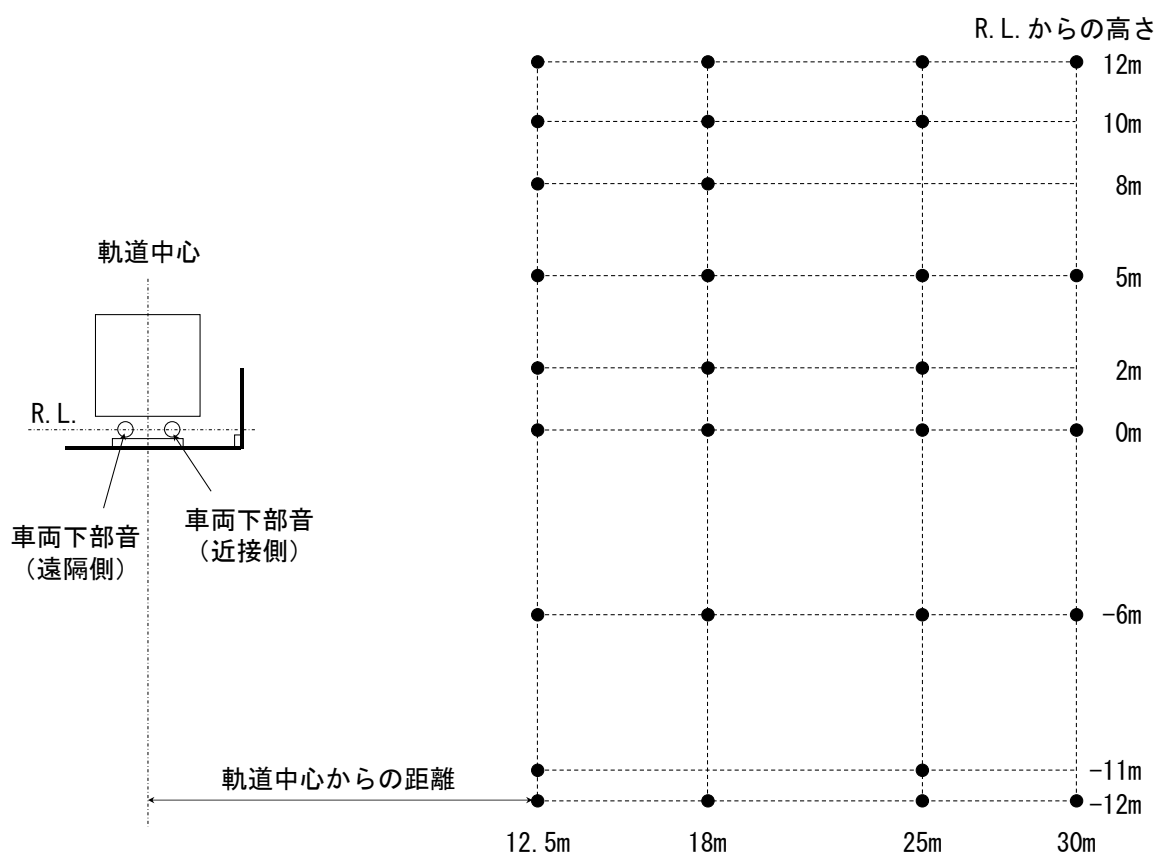 R.L.からの高さ
12m
10m
8m
軌道中心
5m
2m
R.L.
0m
車両下部音
(近接側)
車両下部音
(遠隔側)
-6m
軌道中心からの距離
-11m
-12m
12.5m
18m
25m
30m